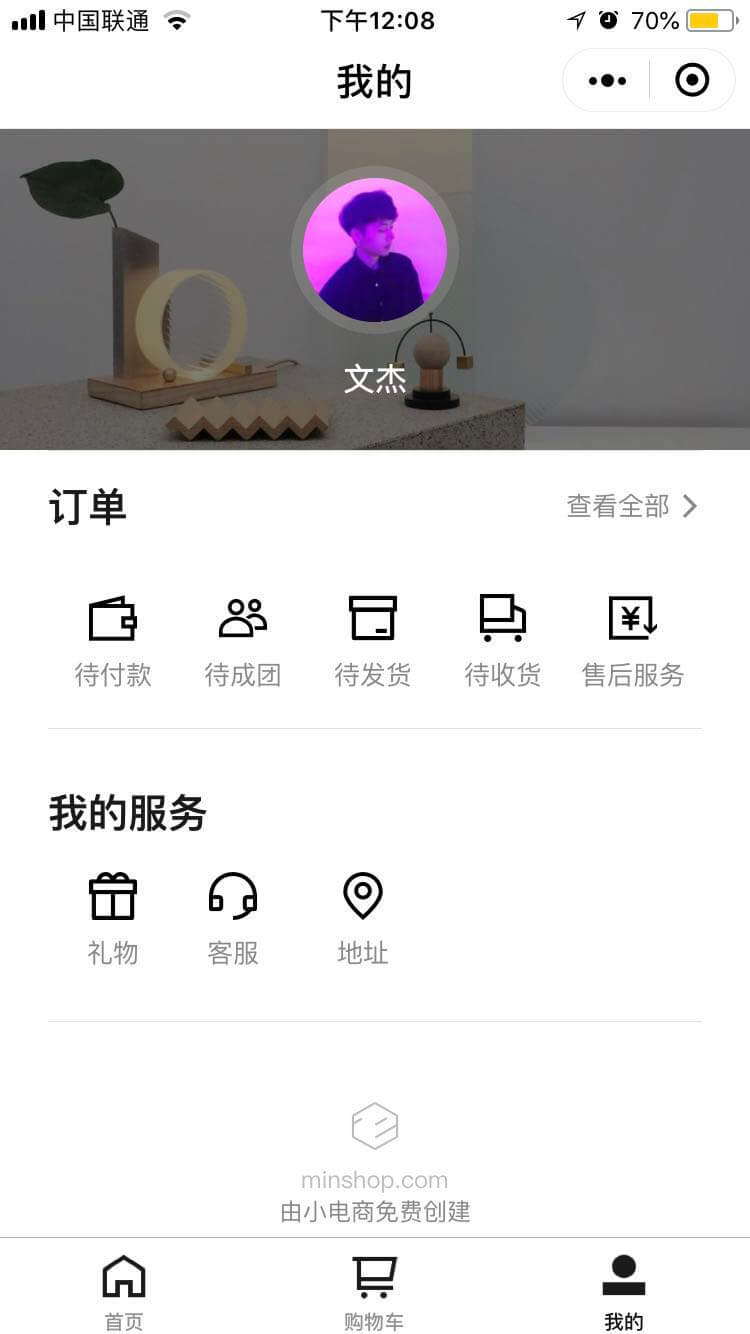 中国联通 下午12:08 70%
我的
文杰
订单 查看全部
待付款 待成团 待发货 待收货 售后服务
我的服务
礼物 客服 地址
minshop.com
由小电商免费创建
首页 购物车 我的